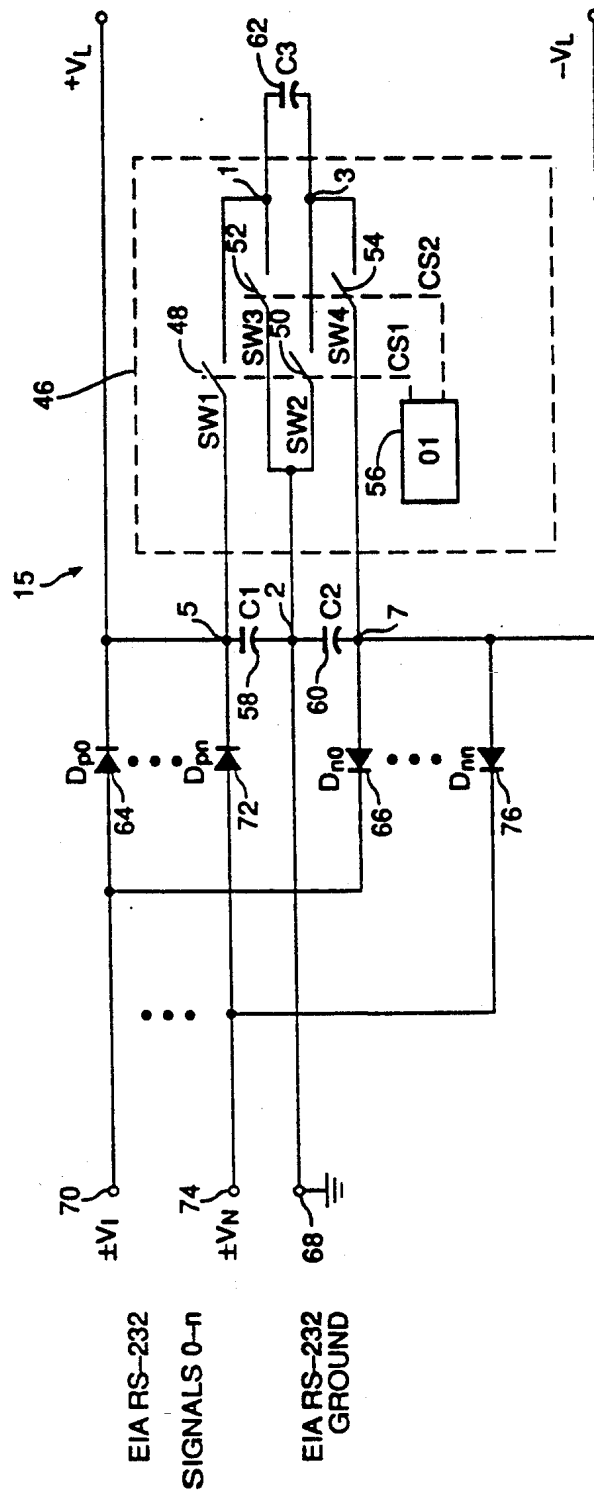 15
46
+VL
5
48
SW1
1
52
SW3
62
C3
3
50
SW2
SW4
54
CS1
CS2
56
01
58
C1
2
60
C2
7
Dp0
64
Dpn
72
Dn0
66
Dnn
76
70
±VI
74
±VN
68
EIA RS-232
SIGNALS 0-n
EIA RS-232
GROUND
-VL